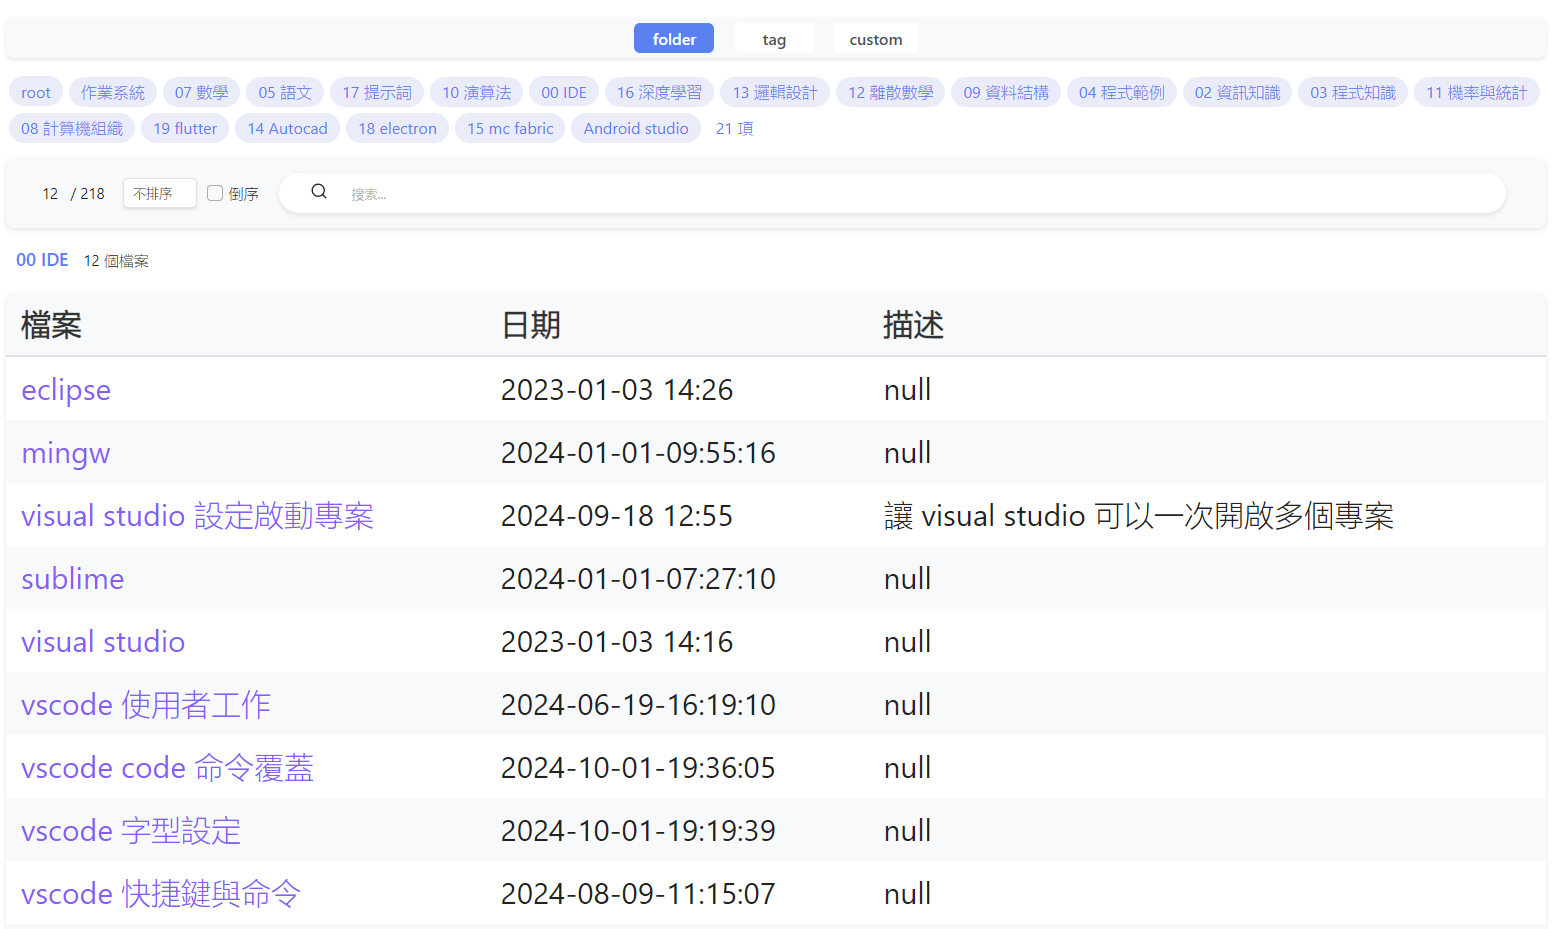 folder tag custom
root 作業系統 07 數學 05 語文 17 提示詞 10 演算法 00 IDE 16 深度學習 13 邏輯設計 12 離散數學 09 資料結構 04 程式範例 02 資訊知識 03 程式知識 11 機率與統計
08 計算機組織 19 flutter 14 Autocad 18 electron 15 mc fabric Android studio 21 項
12 / 218 不排序 倒序 搜索...
00 IDE 12 個檔案
檔案 日期 描述
eclipse 2023-01-03 14:26 null
mingw 2024-01-01-09:55:16 null
visual studio 設定啟動專案 2024-09-18 12:55 讓 visual studio 可以一次開啟多個專案
sublime 2024-01-01-07:27:10 null
visual studio 2023-01-03 14:16 null
vscode 使用者工作 2024-06-19-16:19:10 null
vscode code 命令覆蓋 2024-10-01-19:36:05 null
vscode 字型設定 2024-10-01-19:19:39 null
vscode 快捷鍵與命令 2024-08-09-11:15:07 null